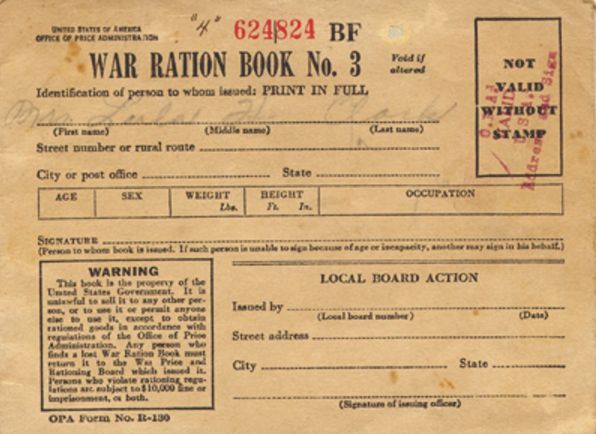 UNITED STATES OF AMERICA
OFFICE OF PRICE ADMINISTRATION
"4"
624824 BF
WAR RATION BOOK No. 3
Void if
altered
Identification of person to whom issued: PRINT IN FULL
(First name) (Middle name) (Last name)
Street number or rural route
City or post office State
AGE SEX WEIGHT HEIGHT OCCUPATION
Lbs. Ft. In.
SIGNATURE
(Person to whom book is issued. If such person is unable to sign because of age or incapacity, another may sign in his behalf.)
NOT
VALID
WITHOUT
STAMP
VALID
Address and Sign
WARNING
This book is the property of the
United States Government. It is
unlawful to sell it to any other per-
son, or to use it or permit anyone
else to use it, except to obtain
rationed goods in accordance with
regulations of the Office of Price
Administration. Any person who
finds a lost War Ration Book must
return it to the War Price and
Rationing Board which issued it.
Persons who violate rationing regu-
lations are subject to $10,000 fine or
imprisonment, or both.
OPA Form No. R-130
LOCAL BOARD ACTION
Issued by
(Local board number) (Date)
Street address
City State
(Signature of issuing officer)